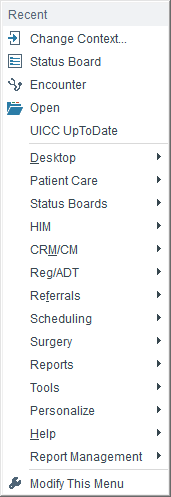 Recent
Change Context...
Status Board
Encounter
Open
UICC UpToDate
Desktop
Patient Care
Status Boards
HIM
CRM/CM
Reg/ADT
Referrals
Scheduling
Surgery
Reports
Tools
Personalize
Help
Report Management
Modify This Menu